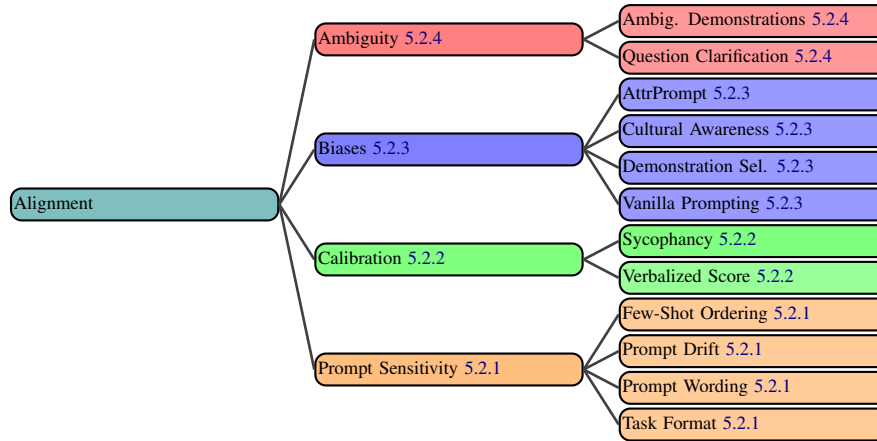 Alignment
Ambiguity 5.2.4
Ambig. Demonstrations 5.2.4
Question Clarification 5.2.4
Biases 5.2.3
AttrPrompt 5.2.3
Cultural Awareness 5.2.3
Demonstration Sel. 5.2.3
Vanilla Prompting 5.2.3
Calibration 5.2.2
Sycophancy 5.2.2
Verbalized Score 5.2.2
Prompt Sensitivity 5.2.1
Few-Shot Ordering 5.2.1
Prompt Drift 5.2.1
Prompt Wording 5.2.1
Task Format 5.2.1